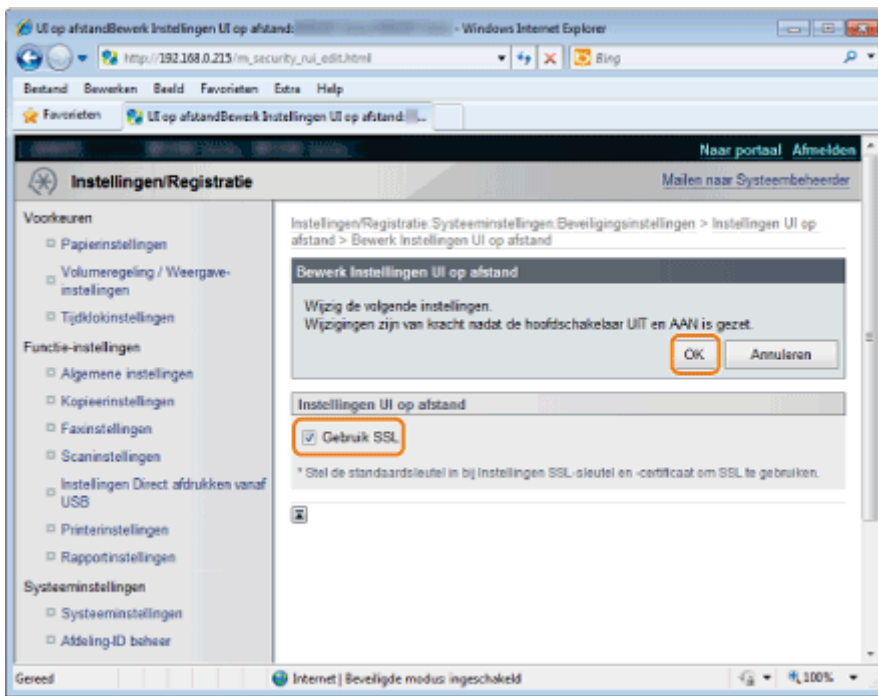 UI op afstandBewerk Instellingen UI op afstand:
- Windows Internet Explorer
http://192.168.0.215/m_security_rui_edit.html
Bing
Bestand Bewerken Beeld Favorieten Extra Help
Favorieten
UI op afstandBewerk Instellingen UI op afstand: ...
Naar portaal Afmelden
Instellingen/Registratie
Mailen naar Systeembeheerder
Voorkeuren
Papierinstellingen
Volumeregeling / Weergave-
instellingen
Tijdklokinstellingen
Functie-instellingen
Algemene instellingen
Kopieerinstellingen
Faxinstellingen
Scaninstellingen
Instellingen Direct afdrukken vanaf
USB
Printerinstellingen
Rapportinstellingen
Systeeminstellingen
Systeeminstellingen
Afdeling-ID beheer
Instellingen/Registratie:Systeeminstellingen:Beveiligingsinstellingen > Instellingen UI op
afstand > Bewerk Instellingen UI op afstand
Bewerk Instellingen UI op afstand
Wijzig de volgende instellingen.
Wijzigingen zijn van kracht nadat de hoofdschakelaar UIT en AAN is gezet.
OK Annuleren
Instellingen UI op afstand
Gebruik SSL
* Stel de standaardsleutel in bij Instellingen SSL-sleutel en -certificaat om SSL te gebruiken.
Gereed
Internet | Beveiligde modus: ingeschakeld
100%